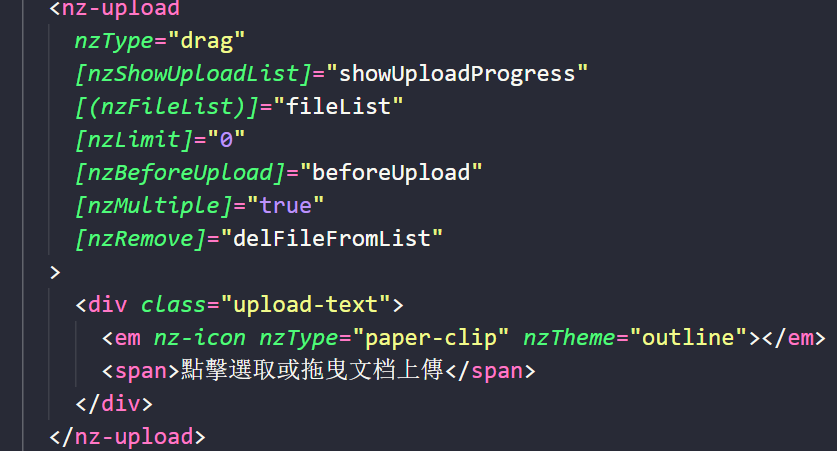 <nz-upload
nzType="drag"
[nzShowUploadList]="showUploadProgress"
[(nzFileList)]="fileList"
[nzLimit]="0"
[nzBeforeUpload]="beforeUpload"
[nzMultiple]="true"
[nzRemove]="delFileFromList"
>
<div class="upload-text">
<em nz-icon nzType="paper-clip" nzTheme="outline"></em>
<span>點擊選取或拖曳文档上傳</span>
</div>
</nz-upload>